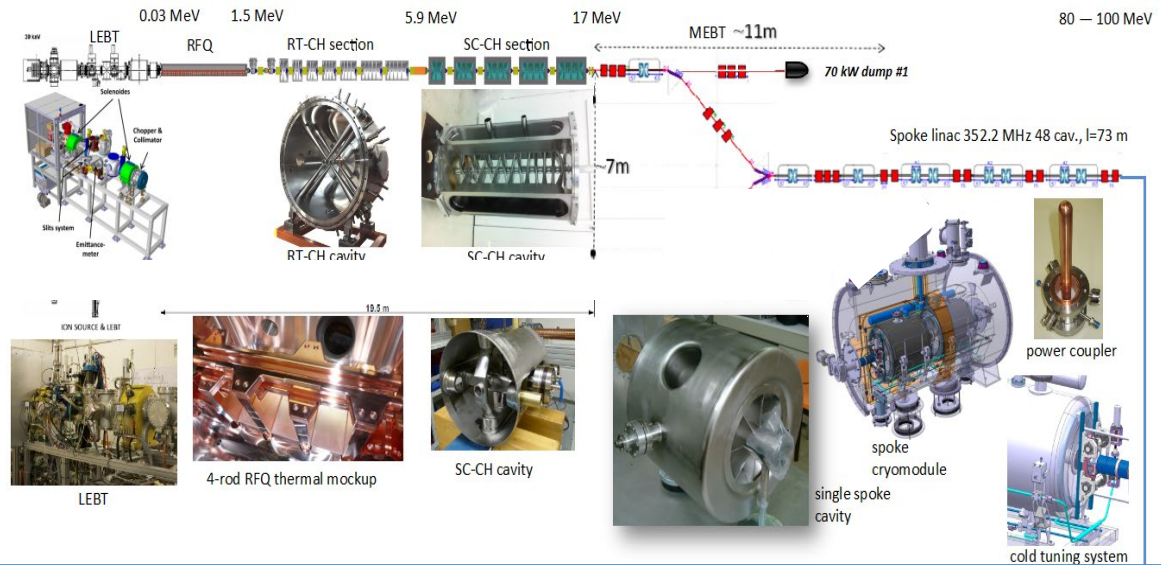 0.03 MeV
1.5 MeV
5.9 MeV
17 MeV
80 — 100 MeV
30 keV
LEBT
RFQ
RT-CH section
SC-CH section
MEBT ~11m
70 kW dump #1
Solenoides
Chopper &
Collimator
Slits system
Emittance-
meter
RT-CH cavity
SC-CH cavity
~7m
Spoke linac 352.2 MHz 48 cav., l=73 m
ION SOURCE & LEBT
19.5 m
LEBT
4-rod RFQ thermal mockup
SC-CH cavity
single spoke
cavity
spoke
cryomodule
power coupler
cold tuning system